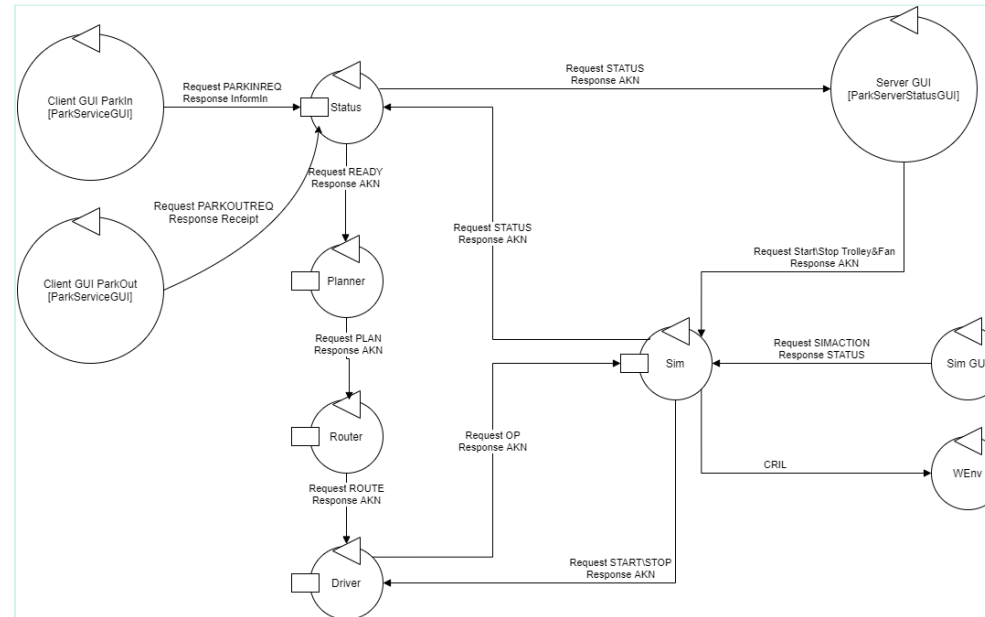 Client GUI ParkIn
[ParkServiceGUI]
Request PARKINREQ
Response InformIn
Status
Request STATUS
Response AKN
Server GUI
[ParkServerStatusGUI]
Request READY
Response AKN
Request PARKOUTREQ
Response Receipt
Client GUI ParkOut
[ParkServiceGUI]
Request STATUS
Response AKN
Request Start\Stop Trolley&Fan
Response AKN
Planner
Request PLAN
Response AKN
Sim
Request SIMACTION
Response STATUS
Sim GU
Router
Request OP
Response AKN
CRIL
WEnv
Request ROUTE
Response AKN
Driver
Request START\STOP
Response AKN